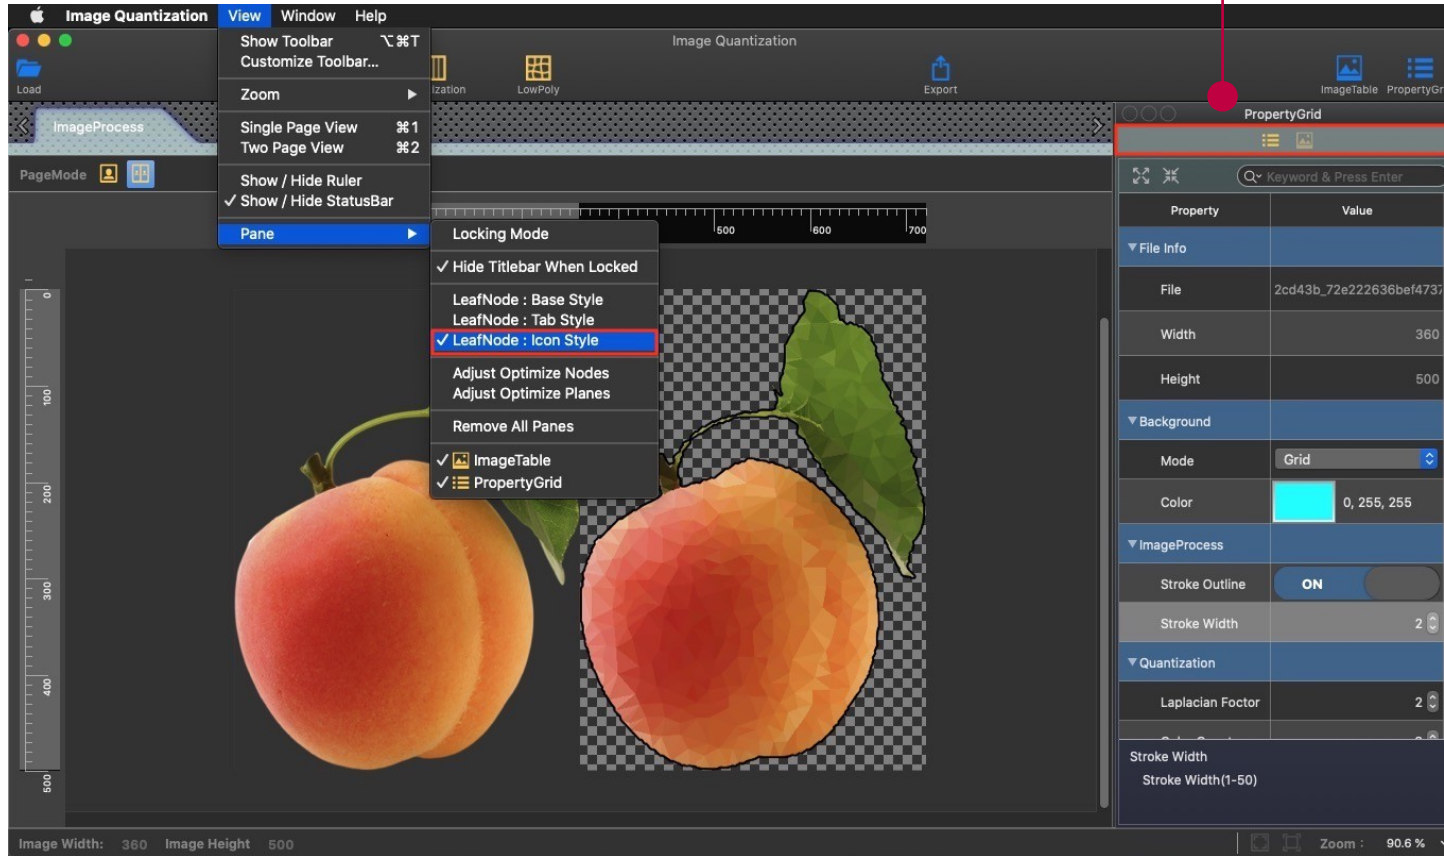 Image Quantization View Window Help
Image Quantization
Load
LowPoly
Export
ImageTable
Show Toolbar ⌥⌘T
Customize Toolbar...
Zoom
Single Page View ⌘1
Two Page View ⌘2
Show / Hide Ruler
✓ Show / Hide StatusBar
Pane
Locking Mode
✓ Hide Titlebar When Locked
LeafNode : Base Style
LeafNode : Tab Style
✓ LeafNode : Icon Style
Adjust Optimize Nodes
Adjust Optimize Planes
Remove All Panes
✓ ImageTable
✓ PropertyGrid
ImageProcess
PageMode
500 600 700
0
100
200
300
400
500
PropertyGrid
Keyword & Press Enter
Property Value
File Info
File 2cd43b_72e222636bef4737
Width 360
Height 500
Background
Mode Grid
Color 0, 255, 255
ImageProcess
Stroke Outline ON
Stroke Width 2
Quantization
Laplacian Foctor 2
Stroke Width
Stroke Width(1-50)
Image Width: 360 Image Height 500
Zoom : 90.6 %